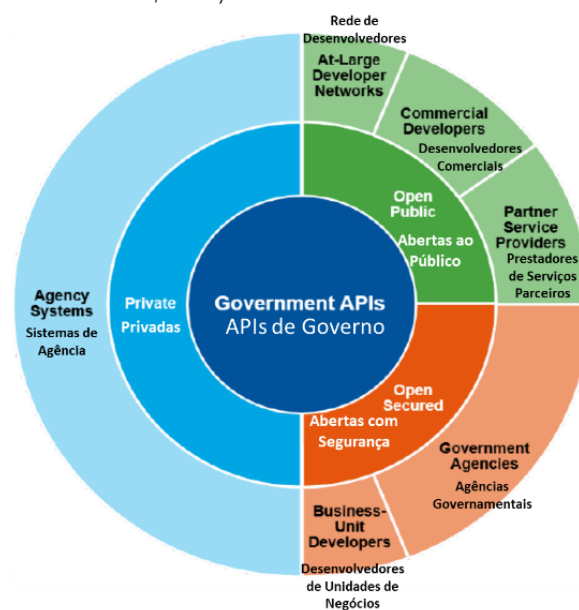 Rede de
Desenvolvedores
At-Large
Developer
Networks
Commercial
Developers
Desenvolvedores
Comerciais
Open
Public
Abertas ao
Público
Partner
Service
Providers
Prestadores
de Serviços
Parceiros
Agency
Systems
Sistemas de
Agência
Private
Privadas
Government APIs
APIs de Governo
Open
Secured
Abertas com
Segurança
Government
Agencies
Agências
Governamentais
Business-
Unit
Developers
Desenvolvedores
de Unidades de
Negócios